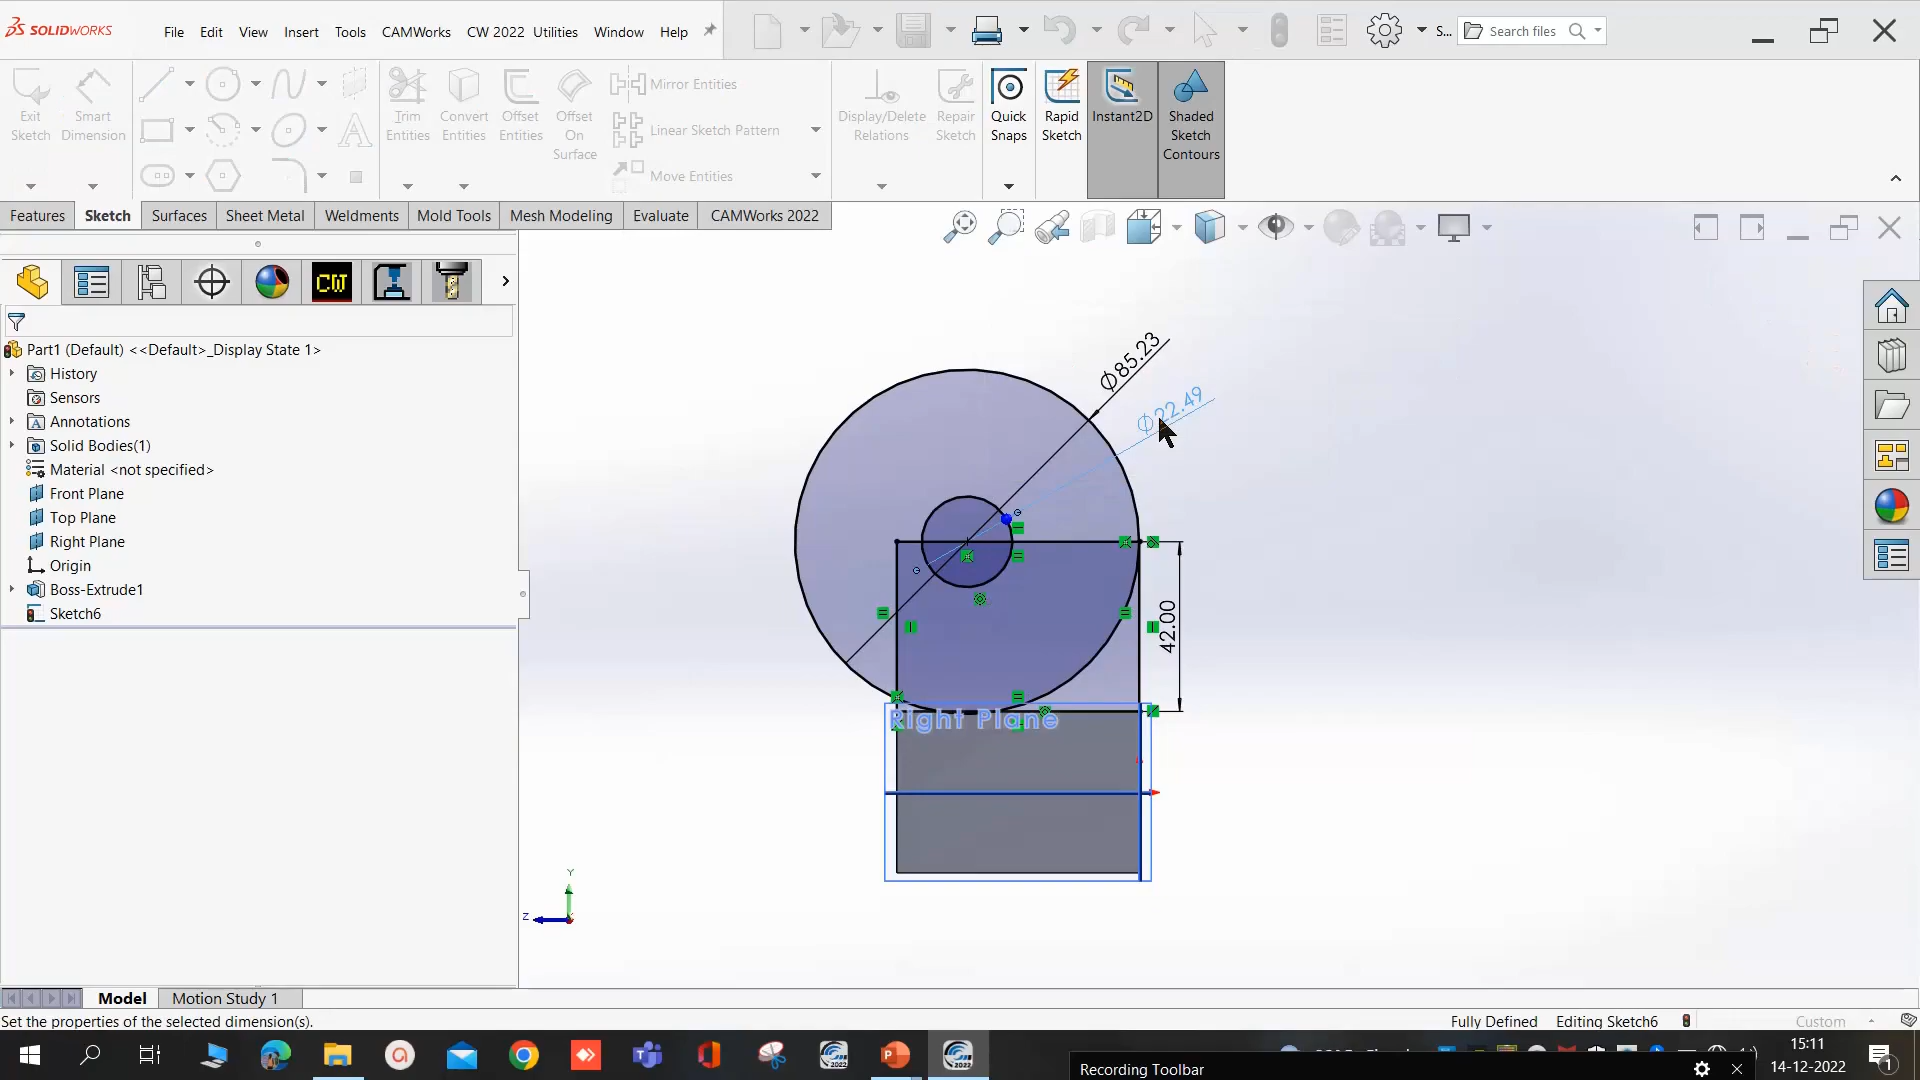 SOLIDWORKS File Edit View Insert Tools CAMWorks CW 2022 Utilities Window Help S... Search files
Exit Sketch
Smart Dimension
Trim Entities
Convert Entities
Offset Entities
Offset On Surface
Mirror Entities
Linear Sketch Pattern
Move Entities
Display/Delete Relations
Repair Sketch
Quick Snaps
Rapid Sketch
Instant2D
Shaded Sketch Contours
Features Sketch Surfaces Sheet Metal Weldments Mold Tools Mesh Modeling Evaluate CAMWorks 2022
CW
Part1 (Default) <<Default>_Display State 1>
History
Sensors
Annotations
Solid Bodies(1)
Material <not specified>
Front Plane
Top Plane
Right Plane
Origin
Boss-Extrude1
Sketch6
Ø85.23
Ø22.49
42.00
Right Plane
Y
Z
Model Motion Study 1
Set the properties of the selected dimension(s). Fully Defined Editing Sketch6 Custom
2022
2022
Recording Toolbar
15:11
14-12-2022
1